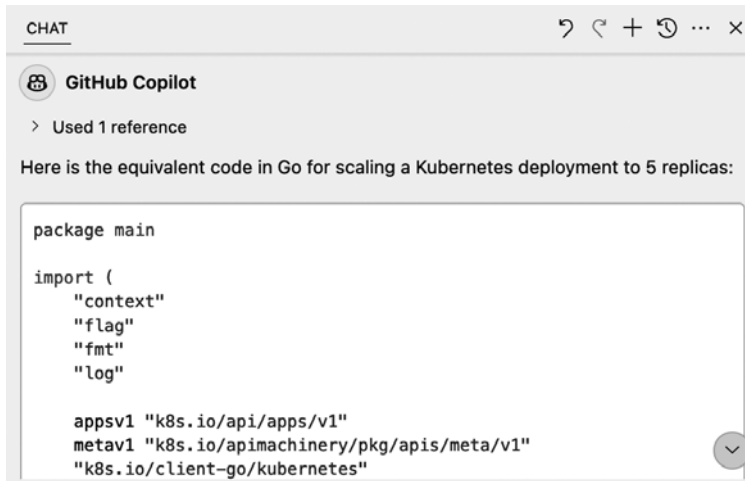 CHAT
GitHub Copilot
Used 1 reference
Here is the equivalent code in Go for scaling a Kubernetes deployment to 5 replicas:
package main
import (
"context"
"flag"
"fmt"
"log"
appsv1 "k8s.io/api/apps/v1"
metav1 "k8s.io/apimachinery/pkg/apis/meta/v1"
"k8s.io/client-go/kubernetes"